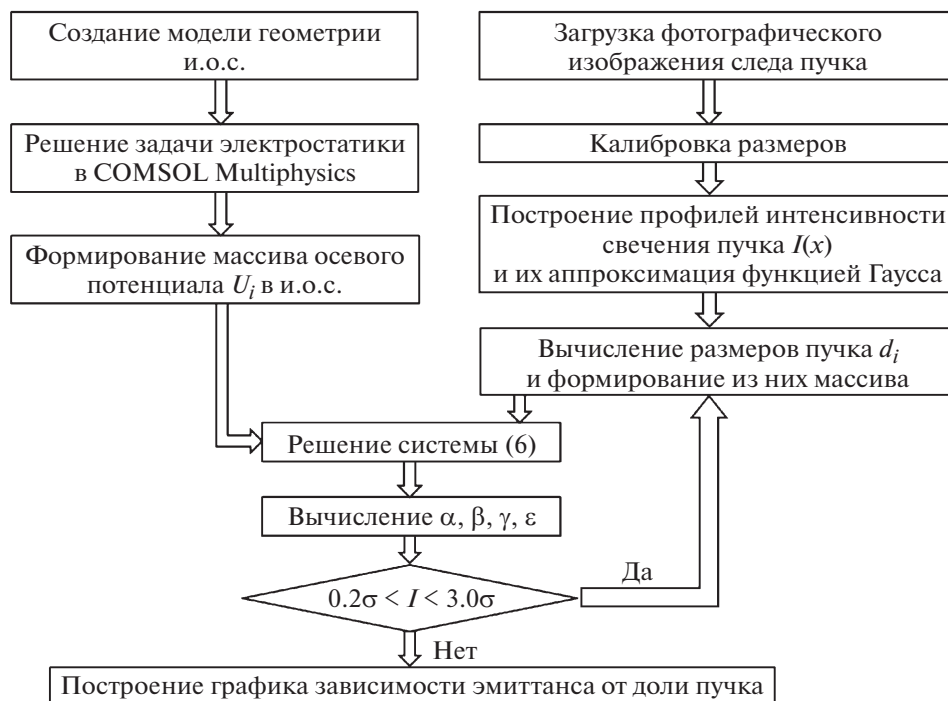 Создание модели геометрии
и.о.с.
Решение задачи электростатики
в COMSOL Multiphysics
Формирование массива осевого
потенциала U_i в и.о.с.
Загрузка фотографического
изображения следа пучка
Калибровка размеров
Построение профилей интенсивности
свечения пучка I(x)
и их аппроксимация функцией Гаусса
Вычисление размеров пучка d_i
и формирование из них массива
Решение системы (6)
Вычисление α, β, γ, ε
0.2σ < I < 3.0σ
Да
Нет
Построение графика зависимости эмиттанса от доли пучка